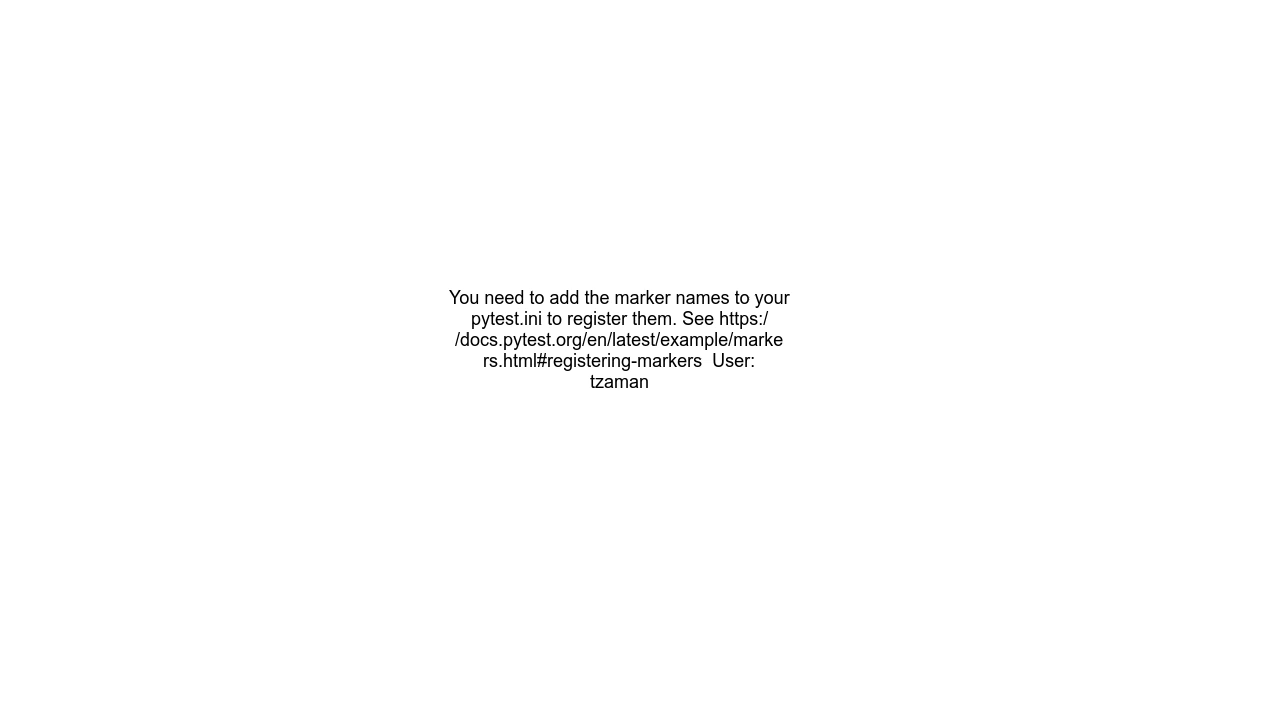 You need to add the marker names to your
pytest.ini to register them. See https:/
/docs.pytest.org/en/latest/example/marke
rs.html#registering-markers  User:
tzaman